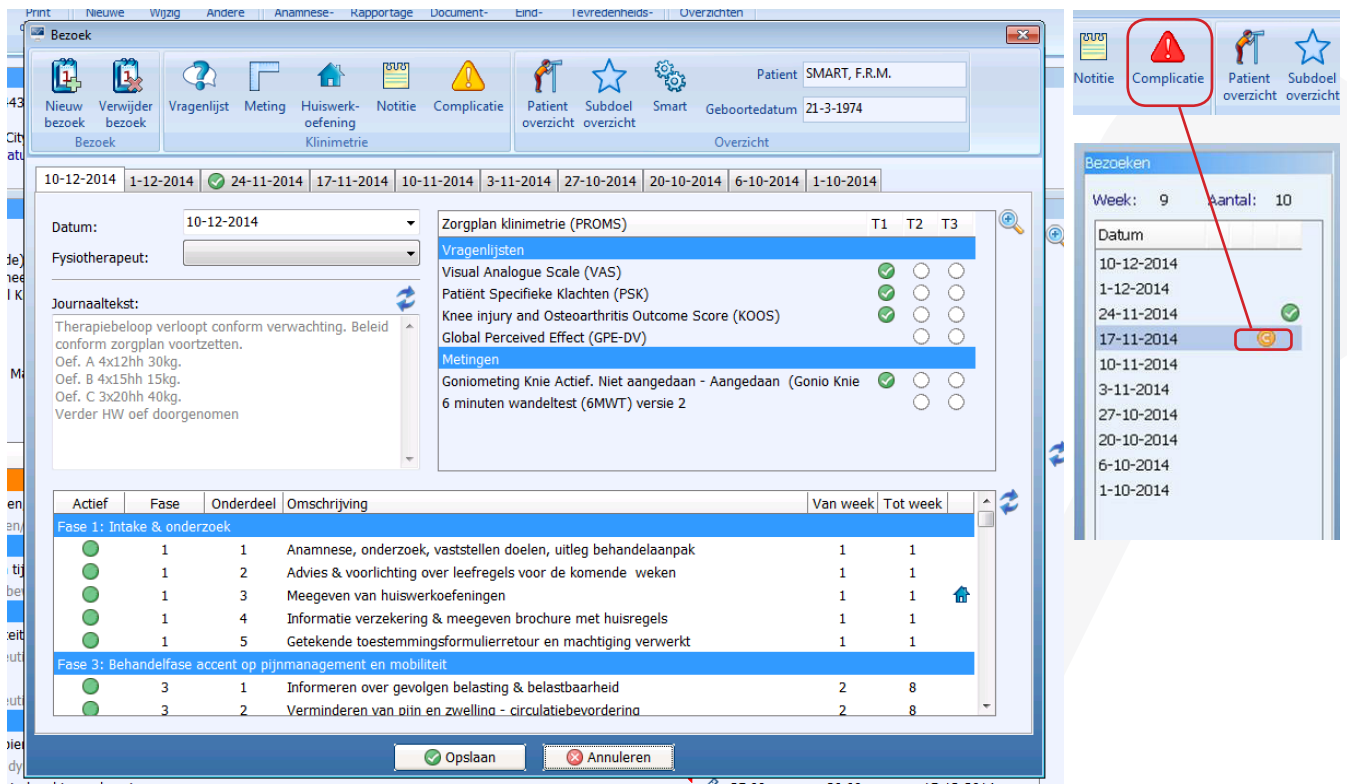 Print Nieuwe Wijzig Andere Anamnese- Rapportage Document- Eind- Tevredenheids- Overzichten
Bezoek
Nieuw bezoek
Verwijder bezoek
Vragenlijst
Meting
Huiswerk-
oefening
Notitie
Complicatie
Patient
overzicht
Subdoel
overzicht
Smart
Patient SMART, F.R.M.
Geboortedatum 21-3-1974
Bezoek Klinimetrie Overzicht
10-12-2014 1-12-2014 24-11-2014 17-11-2014 10-11-2014 3-11-2014 27-10-2014 20-10-2014 6-10-2014 1-10-2014
Datum: 10-12-2014
Fysiotherapeut:
Journaaltekst:
Therapiebeloop verloopt conform verwachting. Beleid
conform zorgplan voortzetten.
Oef. A 4x12hh 30kg.
Oef. B 4x15hh 15kg.
Oef. C 3x20hh 40kg.
Verder HW oef doorgenomen
Zorgplan klinimetrie (PROMS) T1 T2 T3
Vragenlijsten
Visual Analogue Scale (VAS)
Patiënt Specifieke Klachten (PSK)
Knee injury and Osteoarthritis Outcome Score (KOOS)
Global Perceived Effect (GPE-DV)
Metingen
Goniometing Knie Actief. Niet aangedaan - Aangedaan (Gonio Knie
6 minuten wandeltest (6MWT) versie 2
Actief Fase Onderdeel Omschrijving Van week Tot week
Fase 1: Intake & onderzoek
1 1 Anamnese, onderzoek, vaststellen doelen, uitleg behandelaanpak 1 1
1 2 Advies & voorlichting over leefregels voor de komende weken 1 1
1 3 Meegeven van huiswerkoefeningen 1 1
1 4 Informatie verzekering & meegeven brochure met huisregels 1 1
1 5 Getekende toestemmingsformulierretour en machtiging verwerkt 1 1
Fase 3: Behandelfase accent op pijnmanagement en mobiliteit
3 1 Informeren over gevolgen belasting & belastbaarheid 2 8
3 2 Verminderen van pijn en zwelling - circulatiebevordering 2 8
Opslaan Annuleren
Notitie
Complicatie
Patient
overzicht
Subdoel
overzicht
Bezoeken
Week: 9 Aantal: 10
Datum
10-12-2014
1-12-2014
24-11-2014
17-11-2014 C
10-11-2014
3-11-2014
27-10-2014
20-10-2014
6-10-2014
1-10-2014